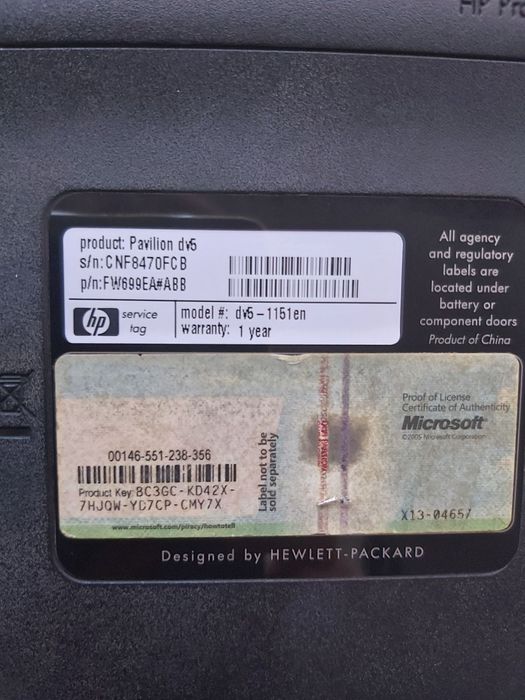 HP Pro
product: Pavilion dv5
s/n: CNF8470FCB
p/n: FW699EA#ABB
hp service tag
model #: dv5-1151en
warranty: 1 year
All agency
and regulatory
labels are
located under
battery or
component doors
Product of China
00146-551-238-356
Product Key: 8C3GC-KD42X-
7HJQW-YD7CP-CMY7X
www.microsoft.com/piracy/howtotell
Label not to be
sold separately
Proof of License
Certificate of Authenticity
Microsoft
©2005 Microsoft Corporation
X13-04657
Designed by HEWLETT-PACKARD